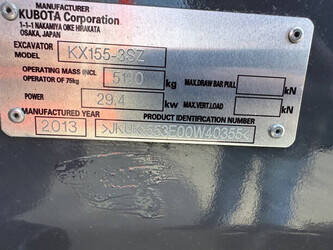 MANUFACTURER
KUBOTA Corporation
1-1-1 NAKAMIYA OIKE HIRAKATA
OSAKA, JAPAN
EXCAVATOR
MODEL KX155-3SZ
OPERATING MASS (INCL. OPERATOR OF 75kg) kg MAX.DRAW BAR PULL kN
POWER 29.4 kw MAX.VERT.LOAD kN
MANUFACTURED YEAR PRODUCT IDENTIFICATION NUMBER
2013